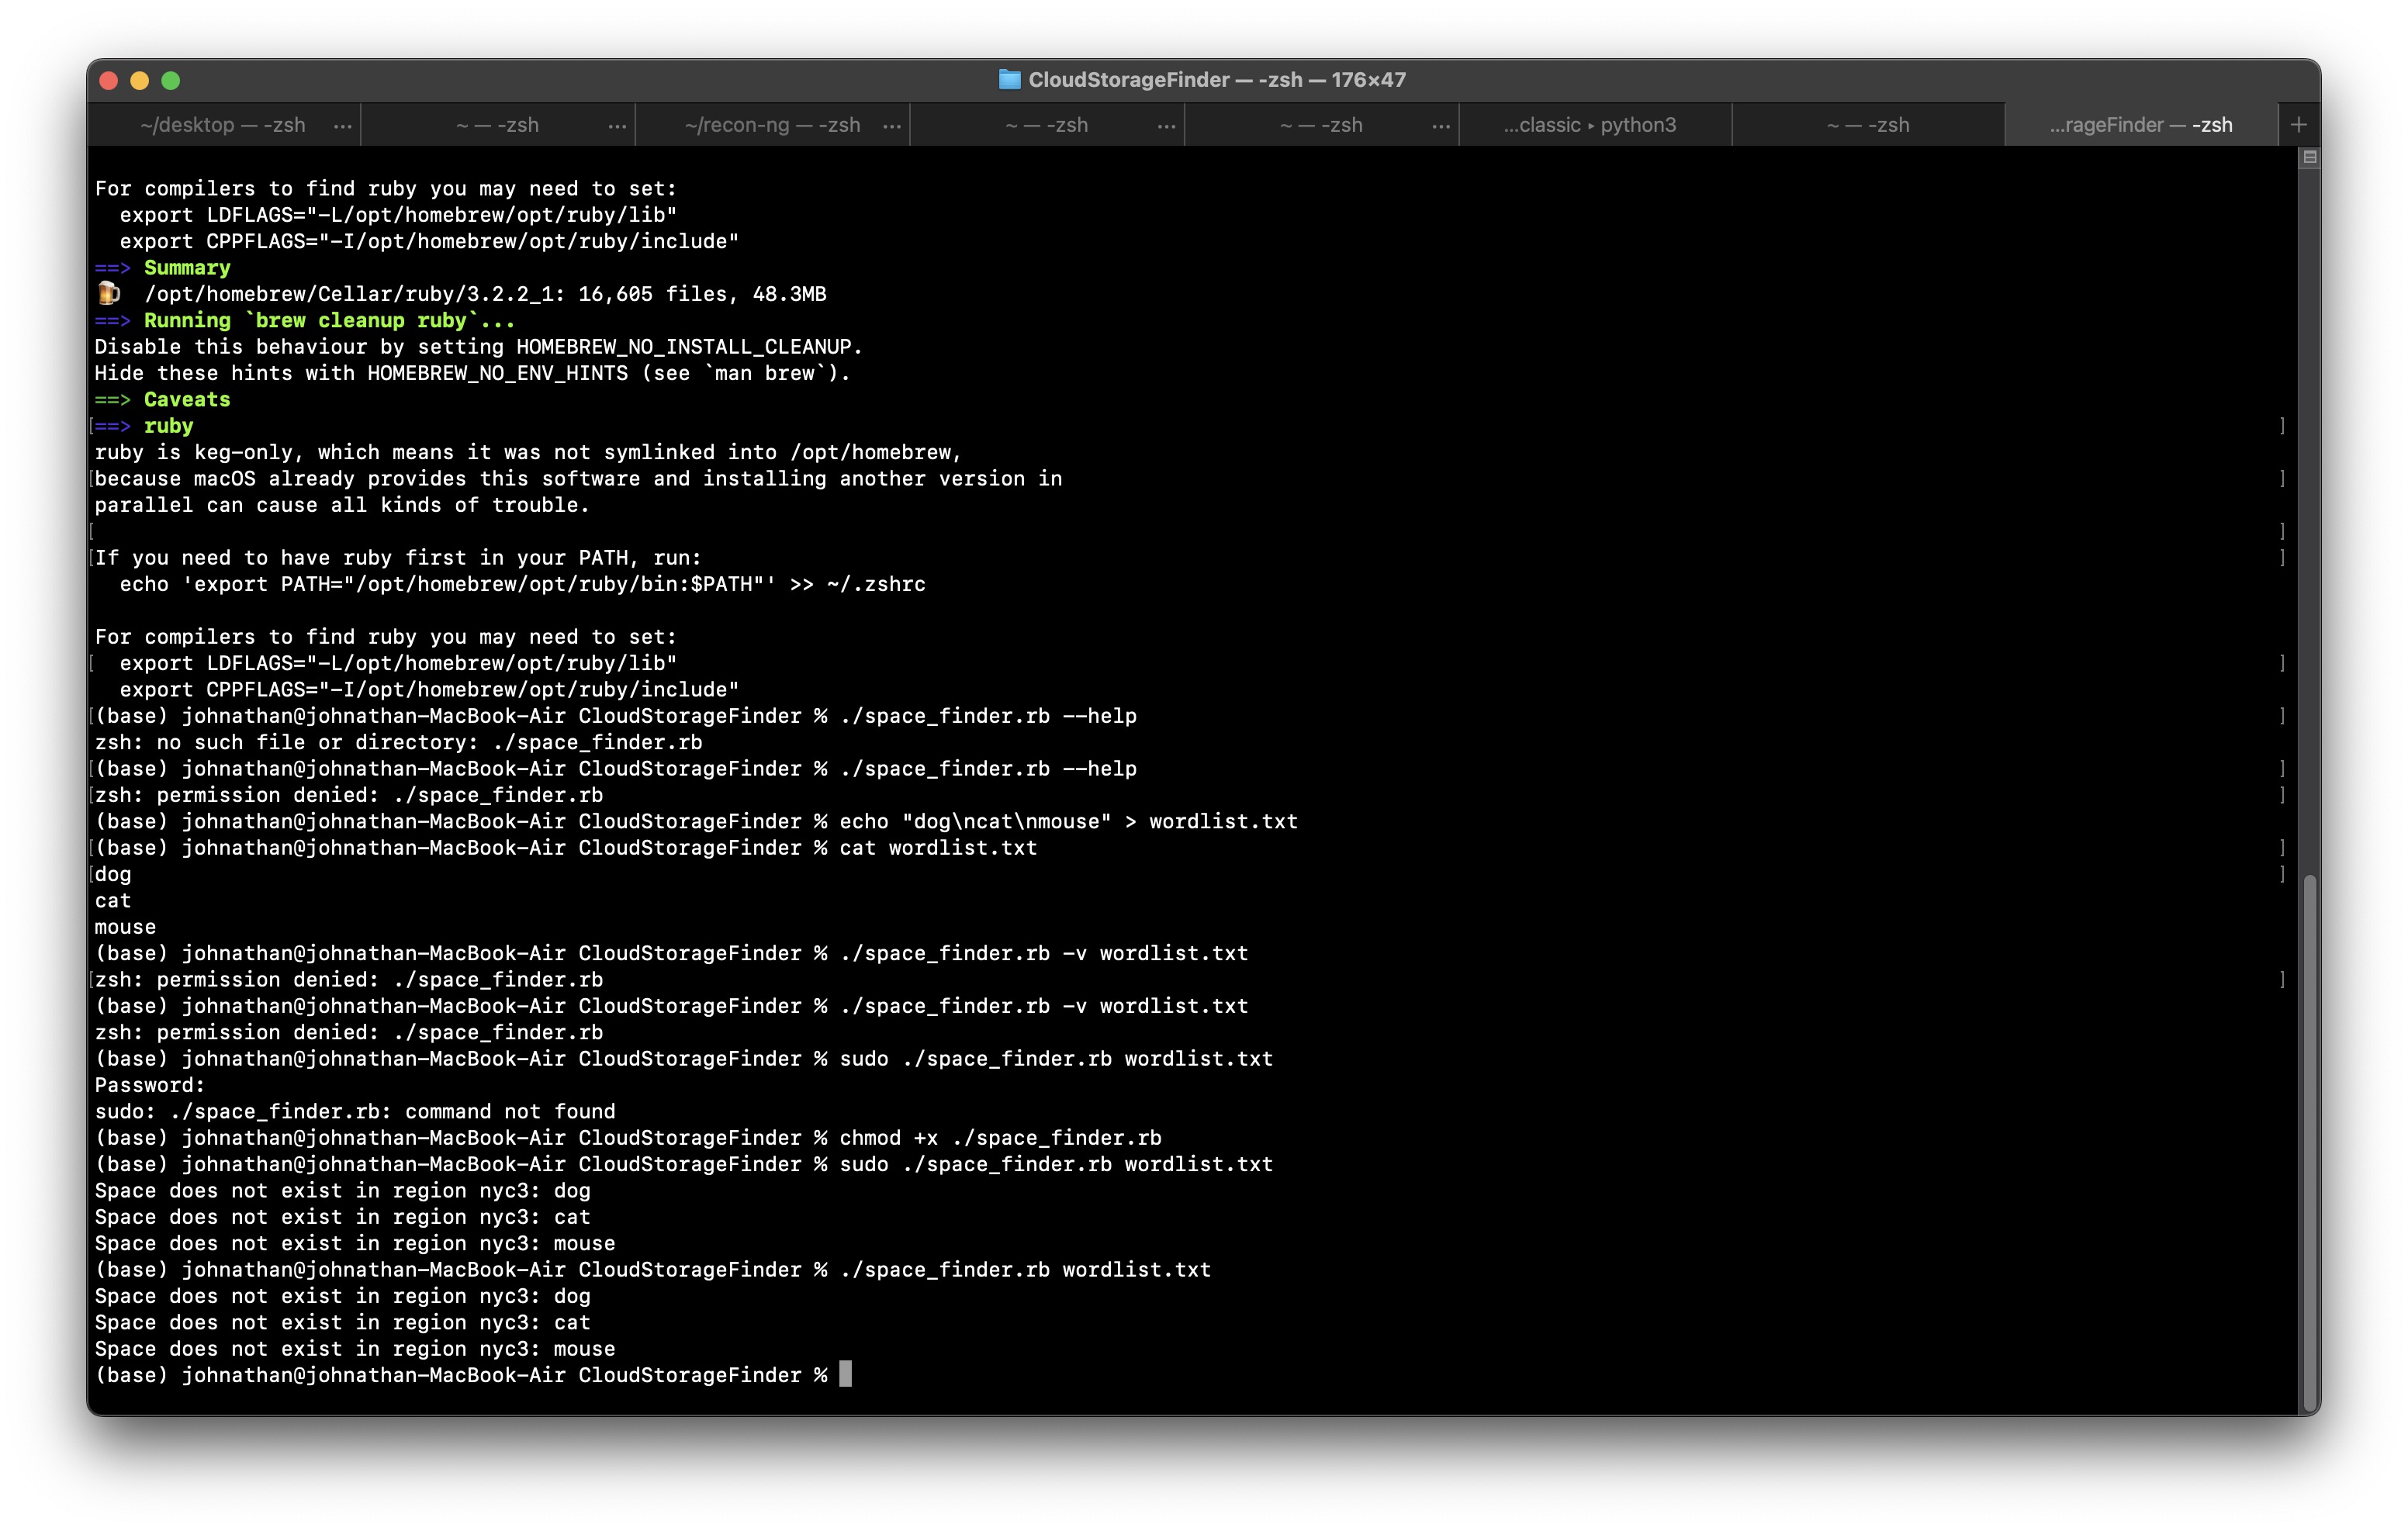 CloudStorageFinder — -zsh — 176×47
~/desktop — -zsh ... ~ — -zsh ... ~/recon-ng — -zsh ... ~ — -zsh ... ~ — -zsh ... ...classic ▸ python3 ~ — -zsh ...rageFinder — -zsh +
For compilers to find ruby you may need to set:
  export LDFLAGS="-L/opt/homebrew/opt/ruby/lib"
  export CPPFLAGS="-I/opt/homebrew/opt/ruby/include"
==> Summary
🍺  /opt/homebrew/Cellar/ruby/3.2.2_1: 16,605 files, 48.3MB
==> Running `brew cleanup ruby`...
Disable this behaviour by setting HOMEBREW_NO_INSTALL_CLEANUP.
Hide these hints with HOMEBREW_NO_ENV_HINTS (see `man brew`).
==> Caveats
[==> ruby ]
ruby is keg-only, which means it was not symlinked into /opt/homebrew,
[because macOS already provides this software and installing another version in ]
parallel can cause all kinds of trouble.
[ ]
[If you need to have ruby first in your PATH, run: ]
  echo 'export PATH="/opt/homebrew/opt/ruby/bin:$PATH"' >> ~/.zshrc
For compilers to find ruby you may need to set:
[  export LDFLAGS="-L/opt/homebrew/opt/ruby/lib" ]
  export CPPFLAGS="-I/opt/homebrew/opt/ruby/include"
[(base) johnathan@johnathan-MacBook-Air CloudStorageFinder % ./space_finder.rb --help ]
zsh: no such file or directory: ./space_finder.rb
[(base) johnathan@johnathan-MacBook-Air CloudStorageFinder % ./space_finder.rb --help ]
[zsh: permission denied: ./space_finder.rb ]
(base) johnathan@johnathan-MacBook-Air CloudStorageFinder % echo "dog\ncat\nmouse" > wordlist.txt
[(base) johnathan@johnathan-MacBook-Air CloudStorageFinder % cat wordlist.txt ]
[dog ]
cat
mouse
(base) johnathan@johnathan-MacBook-Air CloudStorageFinder % ./space_finder.rb -v wordlist.txt
[zsh: permission denied: ./space_finder.rb ]
(base) johnathan@johnathan-MacBook-Air CloudStorageFinder % ./space_finder.rb -v wordlist.txt
zsh: permission denied: ./space_finder.rb
(base) johnathan@johnathan-MacBook-Air CloudStorageFinder % sudo ./space_finder.rb wordlist.txt
Password:
sudo: ./space_finder.rb: command not found
(base) johnathan@johnathan-MacBook-Air CloudStorageFinder % chmod +x ./space_finder.rb
(base) johnathan@johnathan-MacBook-Air CloudStorageFinder % sudo ./space_finder.rb wordlist.txt
Space does not exist in region nyc3: dog
Space does not exist in region nyc3: cat
Space does not exist in region nyc3: mouse
(base) johnathan@johnathan-MacBook-Air CloudStorageFinder % ./space_finder.rb wordlist.txt
Space does not exist in region nyc3: dog
Space does not exist in region nyc3: cat
Space does not exist in region nyc3: mouse
(base) johnathan@johnathan-MacBook-Air CloudStorageFinder %